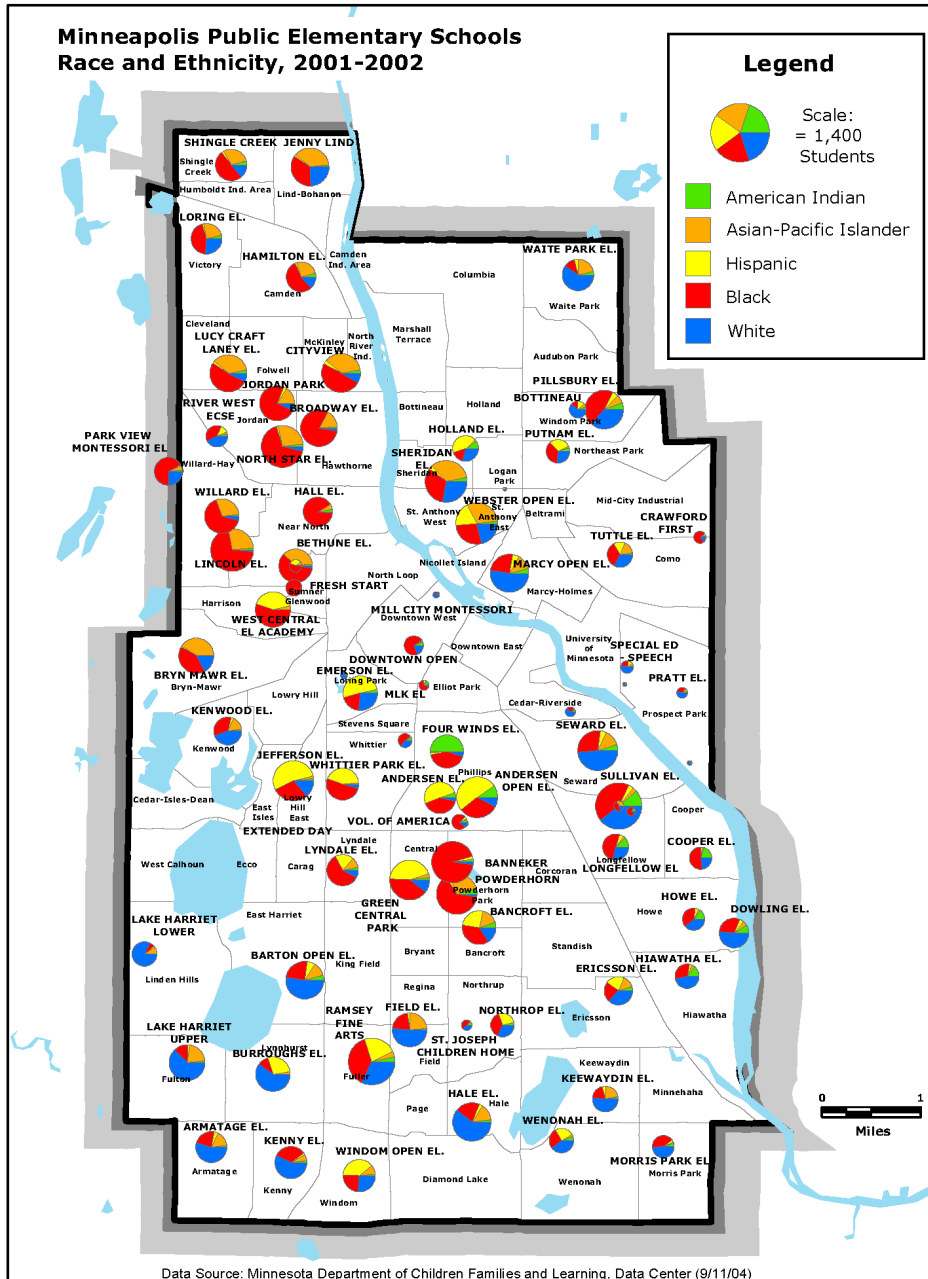 Minneapolis Public Elementary Schools
Race and Ethnicity, 2001-2002
Legend
Scale:
= 1,400
Students
American Indian
Asian-Pacific Islander
Hispanic
Black
White
SHINGLE CREEK
JENNY LIND
Shingle
Creek
Humboldt Ind. Area
Lind-Bohanon
LORING EL.
Victory
HAMILTON EL.
Camden
Ind. Area
Camden
Columbia
WAITE PARK EL.
Waite Park
Cleveland
LUCY CRAFT
LANEY EL.
Folwell
McKinley
North
River
Ind.
CITYVIEW
Marshall
Terrace
Audubon Park
JORDAN PARK
RIVER WEST
ECSE
Jordan
BROADWAY EL.
Bottineau
Holland
PILLSBURY EL.
BOTTINEAU
Windom Park
PARK VIEW
MONTESSORI EL
Willard-Hay
NORTH STAR EL.
Hawthorne
HOLLAND EL.
PUTNAM EL.
Northeast Park
SHERIDAN
EL.
Sheridan
Logan
Park
WILLARD EL.
HALL EL.
Near North
St. Anthony
West
WEBSTER OPEN EL.
St.
Anthony
East
Beltrami
Mid-City Industrial
CRAWFORD
FIRST
TUTTLE EL.
Como
BETHUNE EL.
LINCOLN EL.
FRESH START
Sumner
Glenwood
North Loop
Nicollet Island
MARCY OPEN EL.
Marcy-Holmes
Harrison
WEST CENTRAL
EL ACADEMY
MILL CITY MONTESSORI
Downtown West
DOWNTOWN OPEN
Downtown East
University
of
Minnesota
SPECIAL ED
- SPEECH
BRYN MAWR EL.
Bryn-Mawr
EMERSON EL.
Loring Park
Lowry Hill
MLK EL
Elliot Park
PRATT EL.
Cedar-Riverside
Prospect Park
KENWOOD EL.
Kenwood
Stevens Square
Whittier
FOUR WINDS EL.
SEWARD EL.
JEFFERSON EL.
WHITTIER PARK EL.
Phillips
ANDERSEN EL.
ANDERSEN
OPEN EL.
Seward
SULLIVAN EL.
Cedar-Isles-Dean
East
Isles
Lowry
Hill
East
EXTENDED DAY
VOL. OF AMERICA
Cooper
West Calhoun
Ecco
Carag
Lyndale
LYNDALE EL.
Central
BANNEKER
Corcoran
Longfellow
LONGFELLOW EL
COOPER EL.
POWDERHORN
Powderhorn
Park
GREEN
CENTRAL
PARK
BANCROFT EL.
Bancroft
East Harriet
LAKE HARRIET
LOWER
Linden Hills
Howe
HOWE EL.
DOWLING EL.
BARTON OPEN EL.
King Field
Bryant
Standish
Regina
Northrup
ERICSSON EL.
Ericsson
HIAWATHA EL.
Hiawatha
LAKE HARRIET
UPPER
Fulton
Lynnhurst
BURROUGHS EL.
RAMSEY
FINE
ARTS
Fuller
FIELD EL.
ST. JOSEPH
CHILDREN HOME
Field
NORTHROP EL.
Keewaydin
KEEWAYDIN EL.
Minnehaha
Page
HALE EL.
Hale
WENONAH EL.
Wenonah
MORRIS PARK EL.
Morris Park
ARMATAGE EL.
Armatage
KENNY EL.
Kenny
WINDOM OPEN EL.
Windom
Diamond Lake
0
1
Miles
Data Source: Minnesota Department of Children Families and Learning, Data Center (9/11/04)